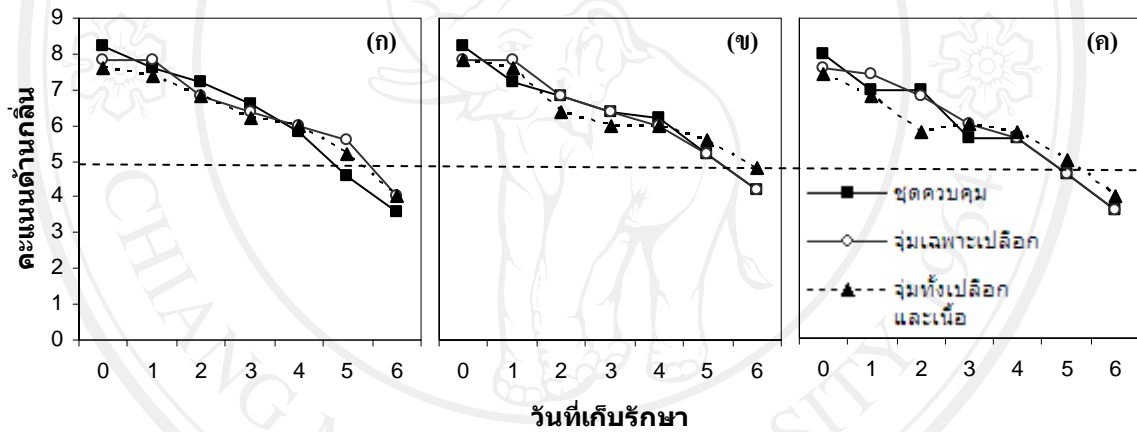 คะแนนด้านกลิ่น
9
8
7
6
5
4
3
2
1
0
(ก)
(ข)
(ค)
ชุดควบคุม
จุ่มเฉพาะเปลือก
จุ่มทั้งเปลือก
และเนื้อ
0 1 2 3 4 5 6
0 1 2 3 4 5 6
0 1 2 3 4 5 6
วันที่เก็บรักษา